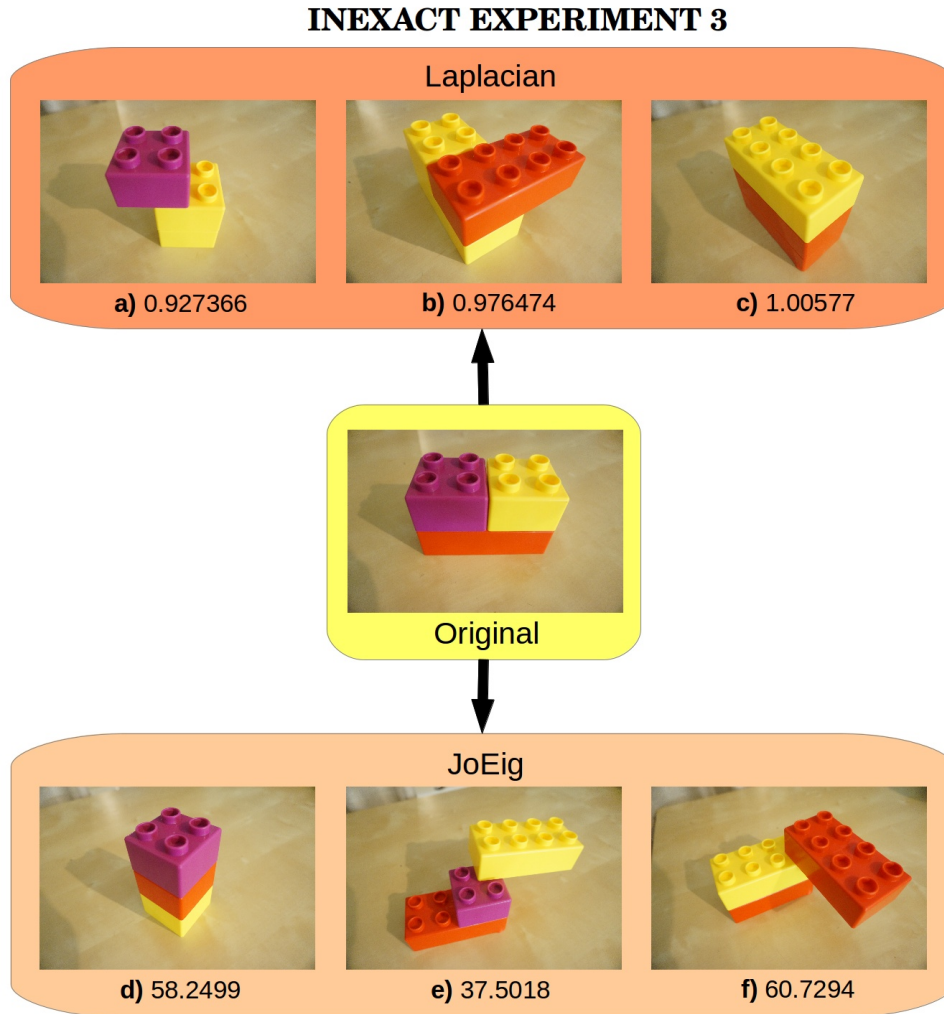 INEXACT EXPERIMENT 3
Laplacian
a) 0.927366 b) 0.976474 c) 1.00577
Original
JoEig
d) 58.2499 e) 37.5018 f) 60.7294